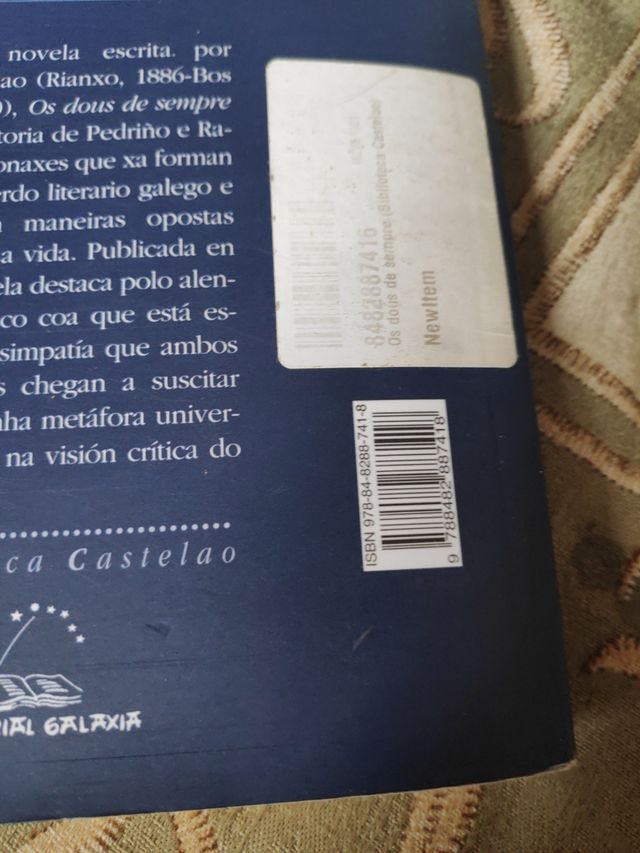 novela escrita por
ao (Rianxo, 1886-Bos
), Os dous de sempre
toria de Pedriño e Ra-
onaxes que xa forman
erdo literario galego e
maneiras opostas
a vida. Publicada en
ela destaca polo alen-
co coa que está es-
simpatía que ambos
s chegan a suscitar
nha metáfora univer-
na visión crítica do
ca Castelao
IAL GALAXIA
8482887416
Os dous de sempre (Biblioteca Castelao)
NewItem
ISBN 978-84-8288-741-8
9 788482 887418